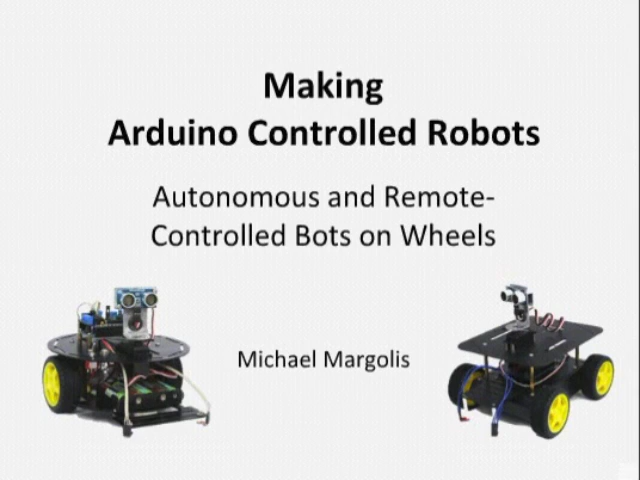 Making
Arduino Controlled Robots
Autonomous and Remote-
Controlled Bots on Wheels
Michael Margolis